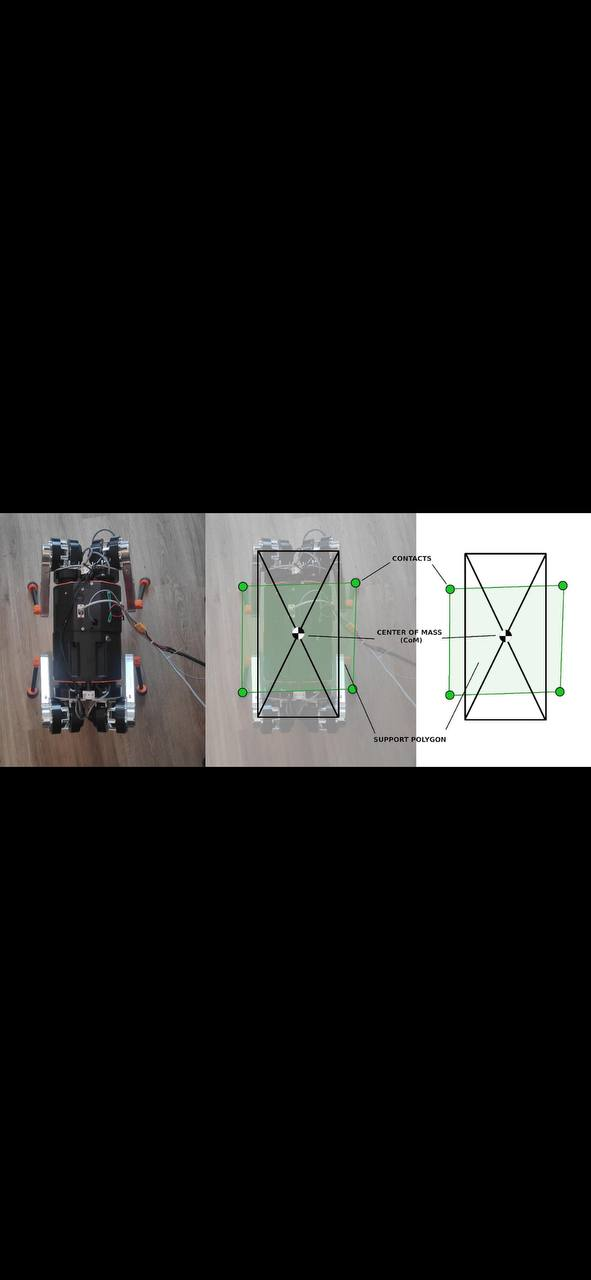 CONTACTS
CENTER OF MASS
(CoM)
SUPPORT POLYGON